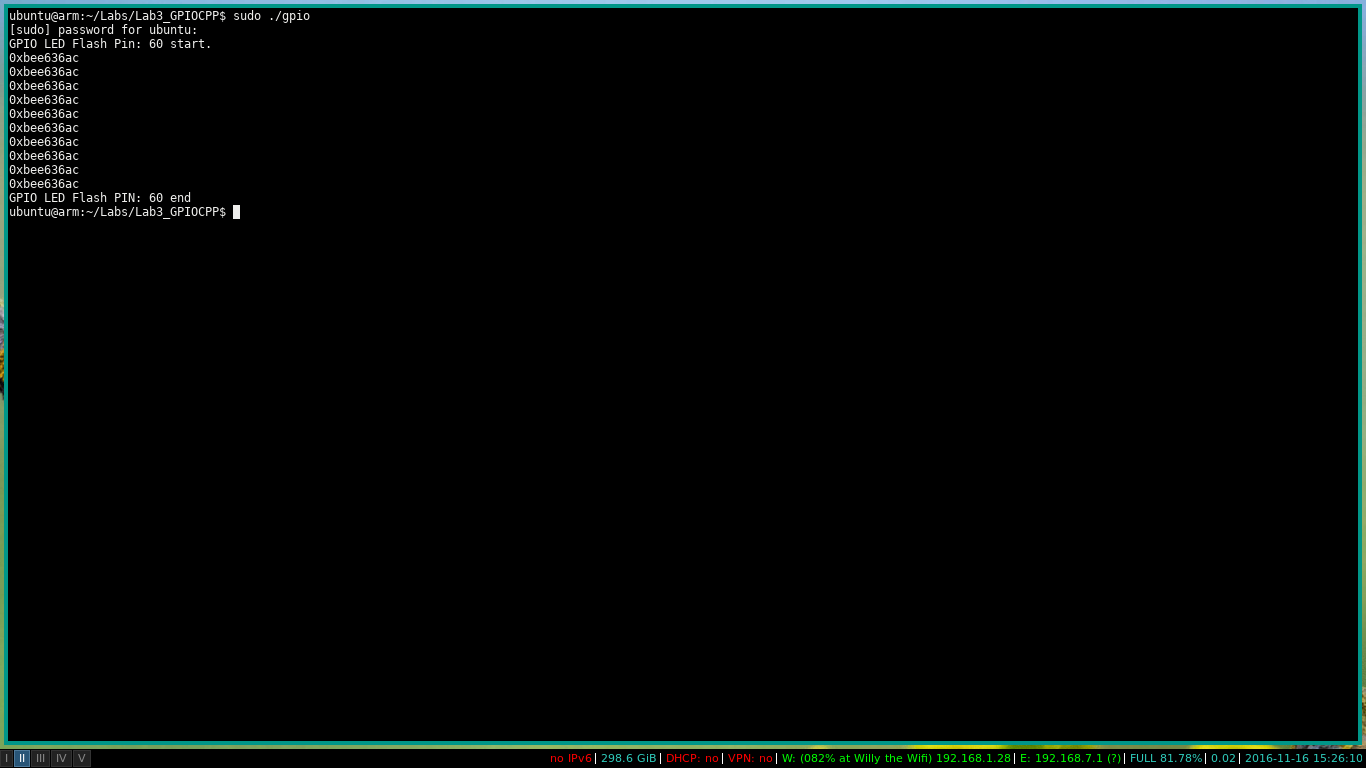 ubuntu@arm:~/Labs/Lab3_GPIOCPP$ sudo ./gpio
[sudo] password for ubuntu:
GPIO LED Flash Pin: 60 start.
0xbee636ac
0xbee636ac
0xbee636ac
0xbee636ac
0xbee636ac
0xbee636ac
0xbee636ac
0xbee636ac
0xbee636ac
0xbee636ac
GPIO LED Flash PIN: 60 end
ubuntu@arm:~/Labs/Lab3_GPIOCPP$
I II III IV V no IPv6| 298.6 GiB| DHCP: no| VPN: no| W: (082% at Willy the Wifi) 192.168.1.28| E: 192.168.7.1 (?)| FULL 81.78%| 0.02| 2016-11-16 15:26:10